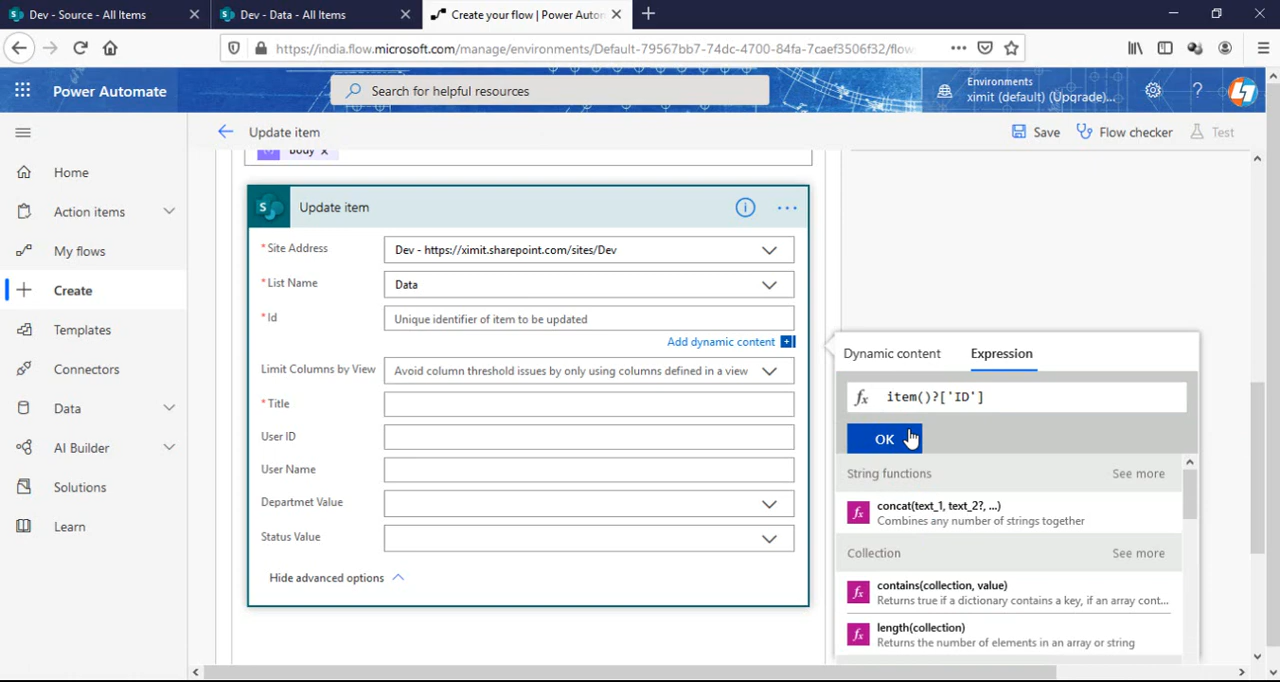 Dev - Source - All Items
Dev - Data - All Items
Create your flow | Power Autom
https://india.flow.microsoft.com/manage/environments/Default-79567bb7-74dc-4700-84fa-7caef3506f32/flow
Power Automate
Search for helpful resources
Environments
ximit (default) (Upgrade)...
Update item
Save
Flow checker
Test
body
Home
Action items
My flows
Create
Templates
Connectors
Data
AI Builder
Solutions
Learn
Update item
* Site Address
Dev - https://ximit.sharepoint.com/sites/Dev
* List Name
Data
* Id
Unique identifier of item to be updated
Add dynamic content
Limit Columns by View
Avoid column threshold issues by only using columns defined in a view
* Title
User ID
User Name
Departmet Value
Status Value
Hide advanced options
Dynamic content
Expression
fx item()?['ID']
OK
String functions
See more
fx concat(text_1, text_2?, ...)
Combines any number of strings together
Collection
See more
fx contains(collection, value)
Returns true if a dictionary contains a key, if an array cont...
fx length(collection)
Returns the number of elements in an array or string